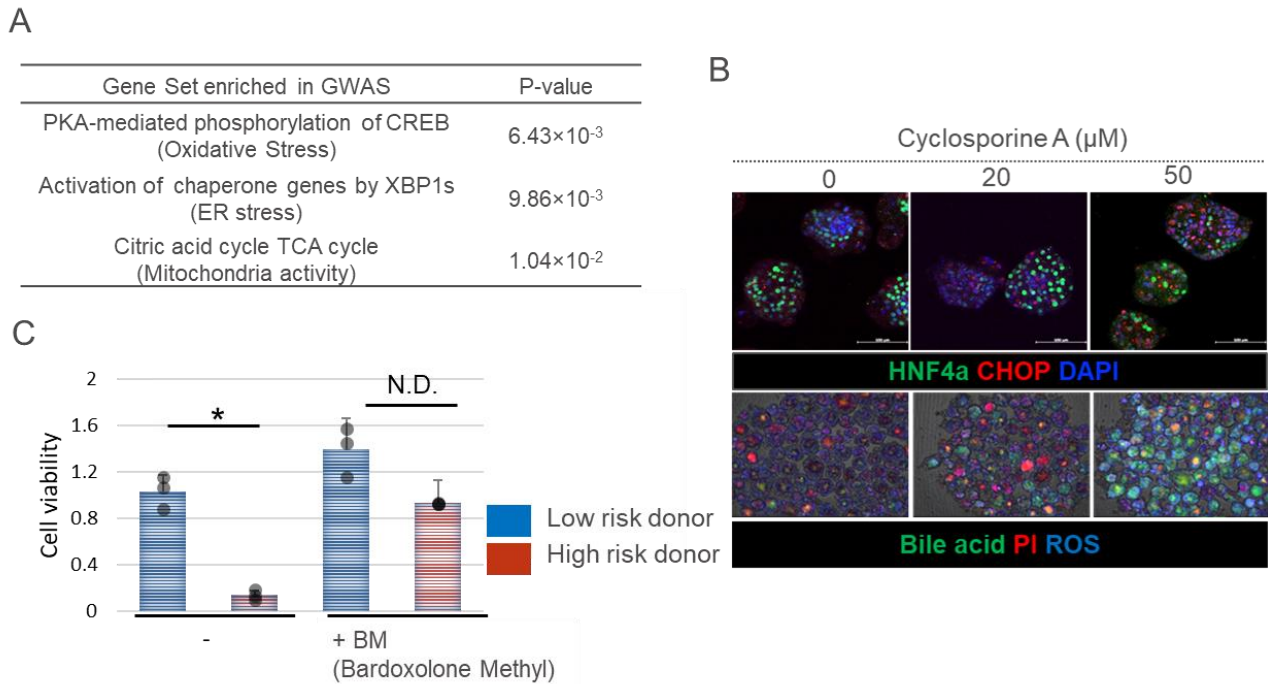 A
Gene Set enriched in GWAS P-value
PKA-mediated phosphorylation of CREB
(Oxidative Stress)
6.43×10-3
Activation of chaperone genes by XBP1s
(ER stress)
9.86×10-3
Citric acid cycle TCA cycle
(Mitochondria activity)
1.04×10-2
B
Cyclosporine A (µM)
0 20 50
HNF4a CHOP DAPI
Bile acid PI ROS
C
2
1.6
1.2
0.8
0.4
0
Cell viability
*
N.D.
Low risk donor
High risk donor
-
+ BM
(Bardoxolone Methyl)